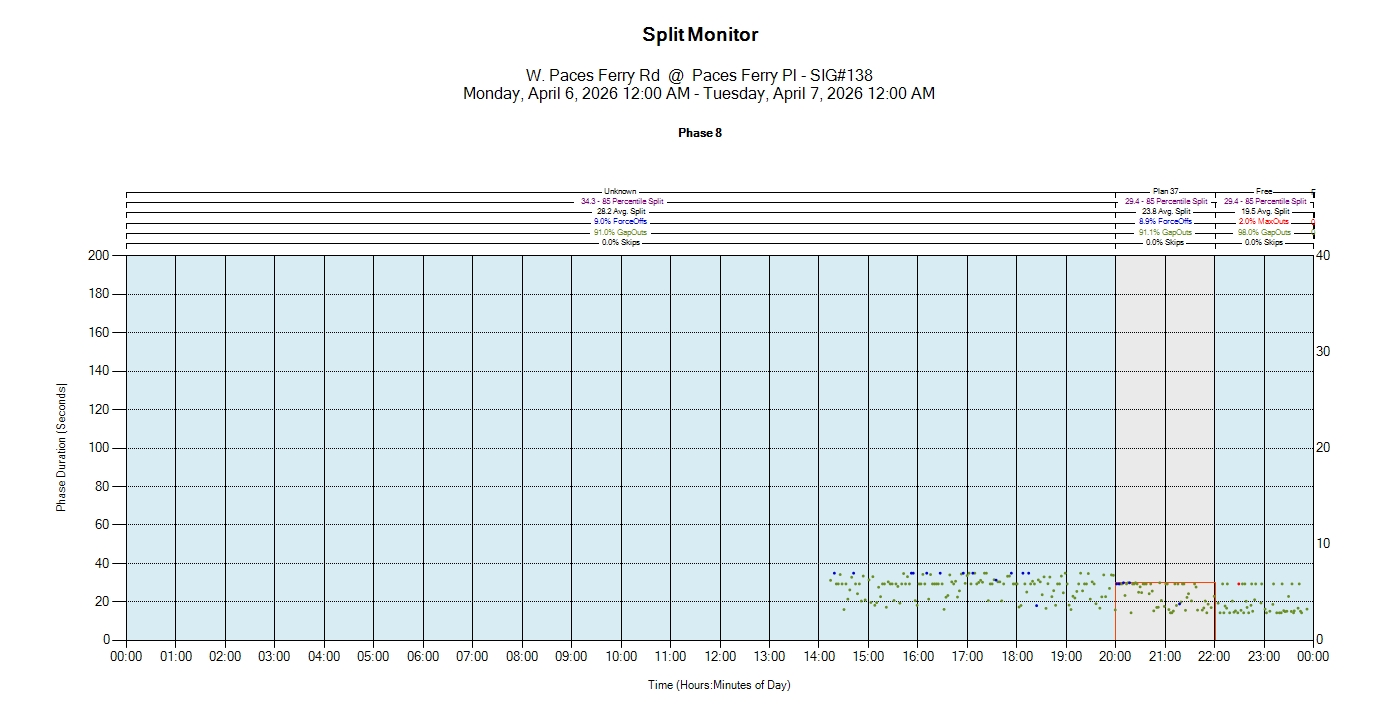 Split Monitor
W. Paces Ferry Rd @ Paces Ferry Pl - SIG#138
Monday, April 6, 2026 12:00 AM - Tuesday, April 7, 2026 12:00 AM
Phase 8
Unknown Plan 37 Free
34.3 - 85 Percentile Split 29.4 - 85 Percentile Split 29.4 - 85 Percentile Split
28.2 Avg. Split 23.8 Avg. Split 19.5 Avg. Split
9.0% ForceOffs 8.9% ForceOffs 2.0% MaxOuts
91.0% GapOuts 91.1% GapOuts 98.0% GapOuts
0.0% Skips 0.0% Skips 0.0% Skips
200 40
180
160
30
140
120
100 20
80
60
10
40
20
0 0
Phase Duration (Seconds)
00:00 01:00 02:00 03:00 04:00 05:00 06:00 07:00 08:00 09:00 10:00 11:00 12:00 13:00 14:00 15:00 16:00 17:00 18:00 19:00 20:00 21:00 22:00 23:00 00:00
Time (Hours:Minutes of Day)